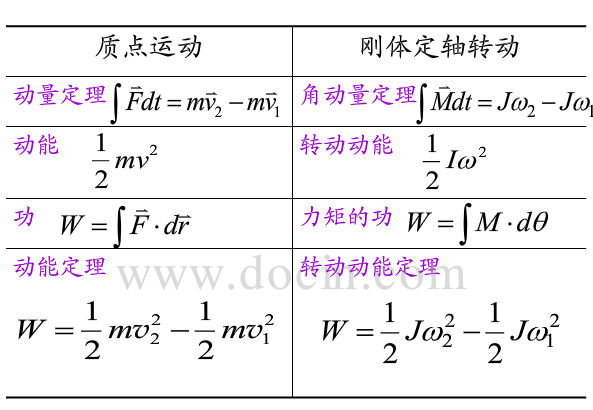 质点运动 刚体定轴转动
动量定理 ∫F⃗dt = mv⃗₂ − mv⃗₁ 角动量定理 ∫M⃗dt = Jω₂ − Jω₁
动能 1/2 mv² 转动动能 1/2 Iω²
功 W = ∫F⃗·dr⃗ 力矩的功 W = ∫M·dθ
动能定理 转动动能定理
www.docin.com
W = 1/2 mv₂² − 1/2 mv₁² W = 1/2 Jω₂² − 1/2 Jω₁²